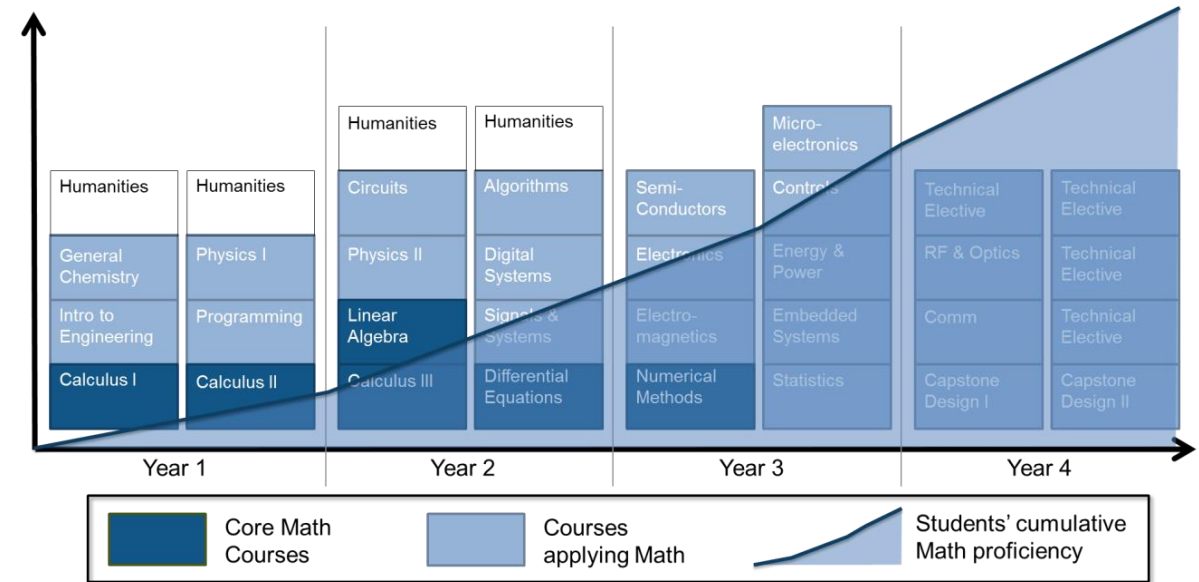 Humanities
General
Chemistry
Intro to
Engineering
Calculus I
Humanities
Physics I
Programming
Calculus II
Humanities
Circuits
Physics II
Linear
Algebra
Calculus III
Humanities
Algorithms
Digital
Systems
Signals &
Systems
Differential
Equations
Semi-
Conductors
Electronics
Electro-
magnetics
Numerical
Methods
Micro-
electronics
Controls
Energy &
Power
Embedded
Systems
Statistics
Technical
Elective
RF & Optics
Comm
Capstone
Design I
Technical
Elective
Technical
Elective
Technical
Elective
Capstone
Design II
Year 1
Year 2
Year 3
Year 4
Core Math
Courses
Courses
applying Math
Students’ cumulative
Math proficiency